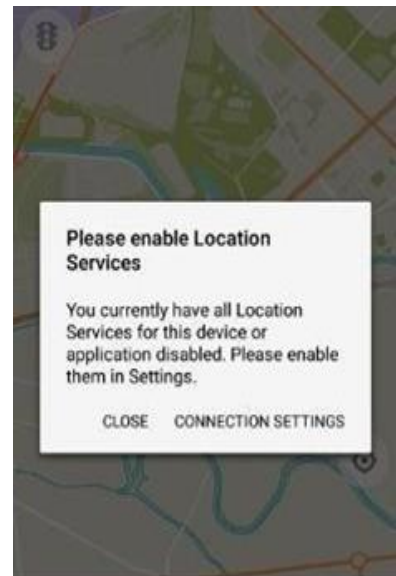 Please enable Location
Services
You currently have all Location
Services for this device or
application disabled. Please enable
them in Settings.
CLOSE CONNECTION SETTINGS